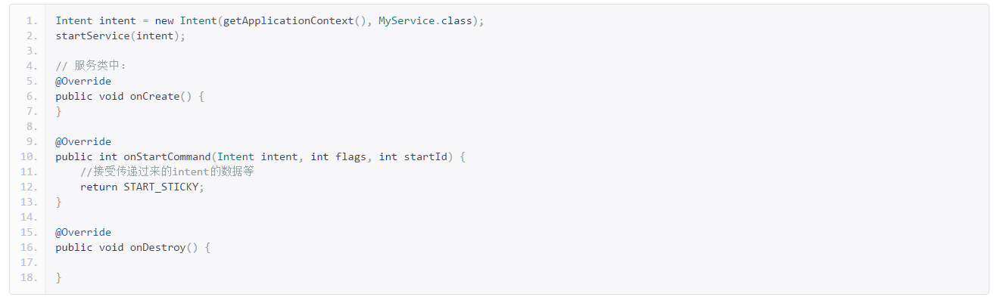 1. Intent intent = new Intent(getApplicationContext(), MyService.class);
2. startService(intent);
3.
4. // 服务类中：
5. @Override
6. public void onCreate() {
7. }
8.
9. @Override
10. public int onStartCommand(Intent intent, int flags, int startId) {
11.     //接受传递过来的intent的数据等
12.     return START_STICKY;
13. }
14.
15. @Override
16. public void onDestroy() {
17.
18. }